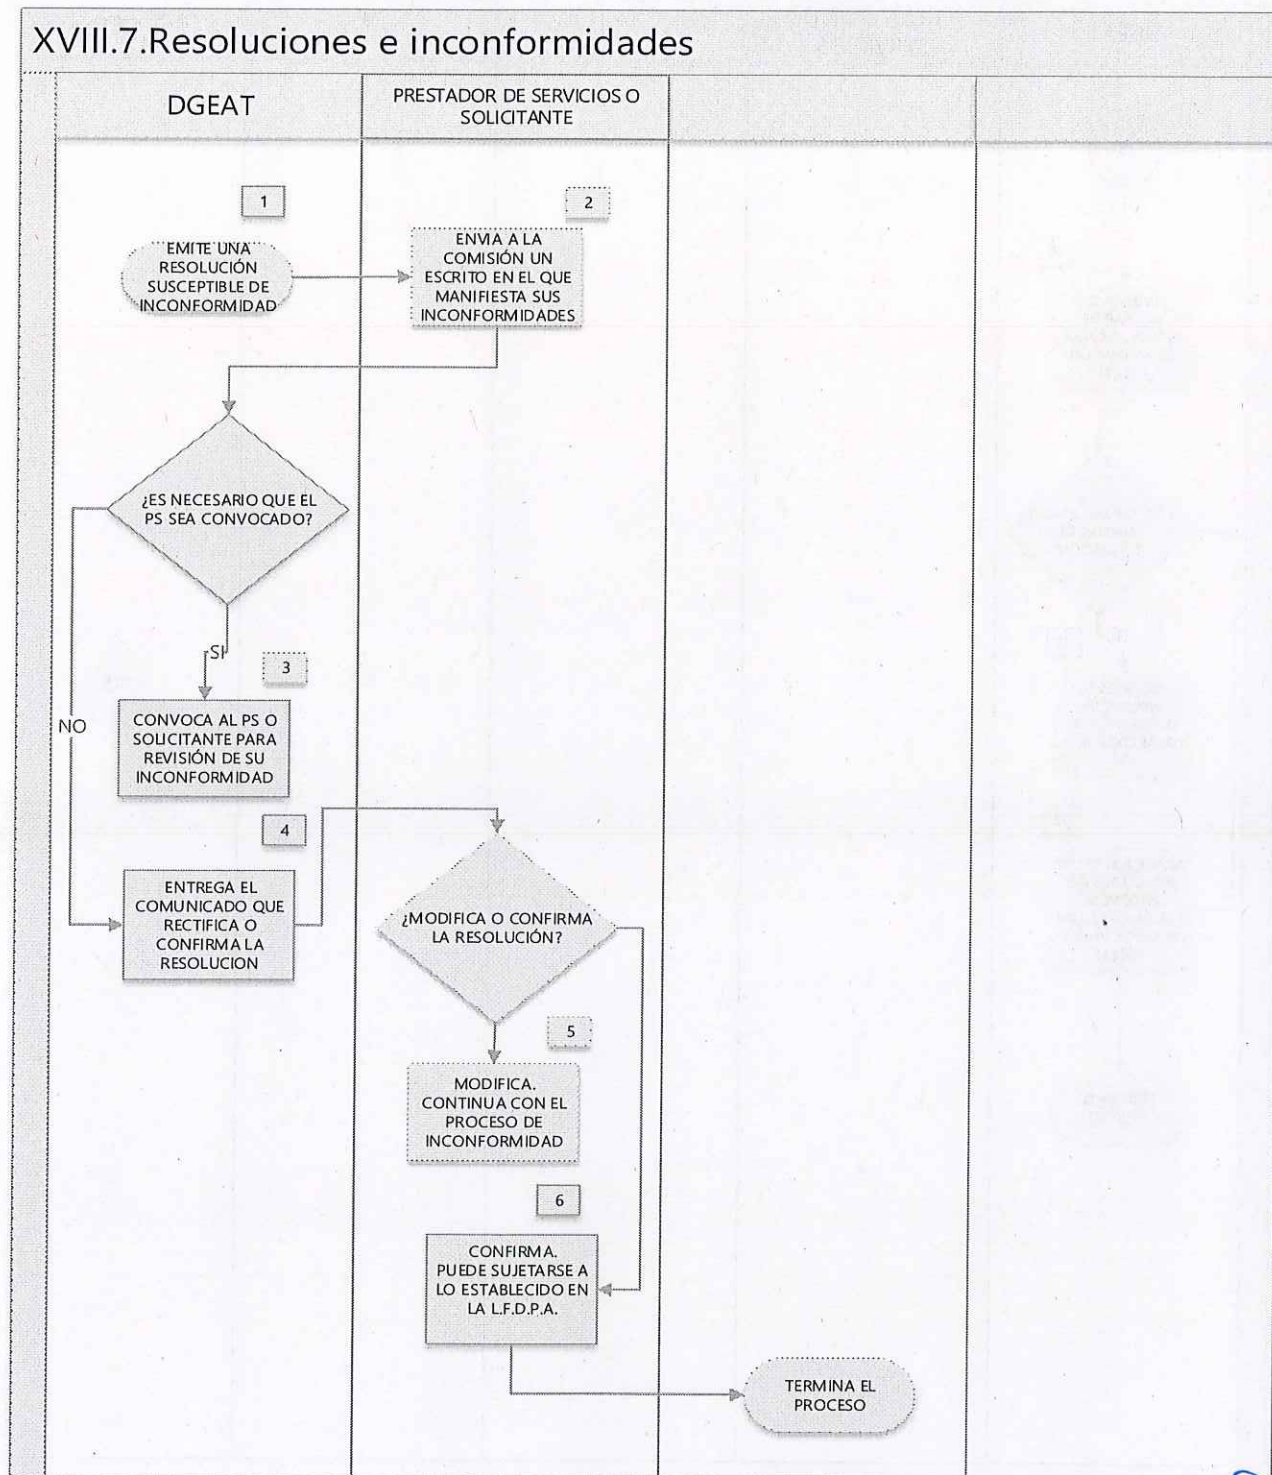 XVIII.7.Resoluciones e inconformidades
DGEAT
PRESTADOR DE SERVICIOS O
SOLICITANTE
1
EMITE UNA
RESOLUCIÓN
SUSCEPTIBLE DE
INCONFORMIDAD
2
ENVIA A LA
COMISIÓN UN
ESCRITO EN EL QUE
MANIFIESTA SUS
INCONFORMIDADES
¿ES NECESARIO QUE EL
PS SEA CONVOCADO?
SI
3
NO
CONVOCA AL PS O
SOLICITANTE PARA
REVISIÓN DE SU
INCONFORMIDAD
4
ENTREGA EL
COMUNICADO QUE
RECTIFICA O
CONFIRMA LA
RESOLUCION
¿MODIFICA O CONFIRMA
LA RESOLUCIÓN?
5
MODIFICA.
CONTINUA CON EL
PROCESO DE
INCONFORMIDAD
6
CONFIRMA.
PUEDE SUJETARSE A
LO ESTABLECIDO EN
LA L.F.D.P.A.
TERMINA EL
PROCESO